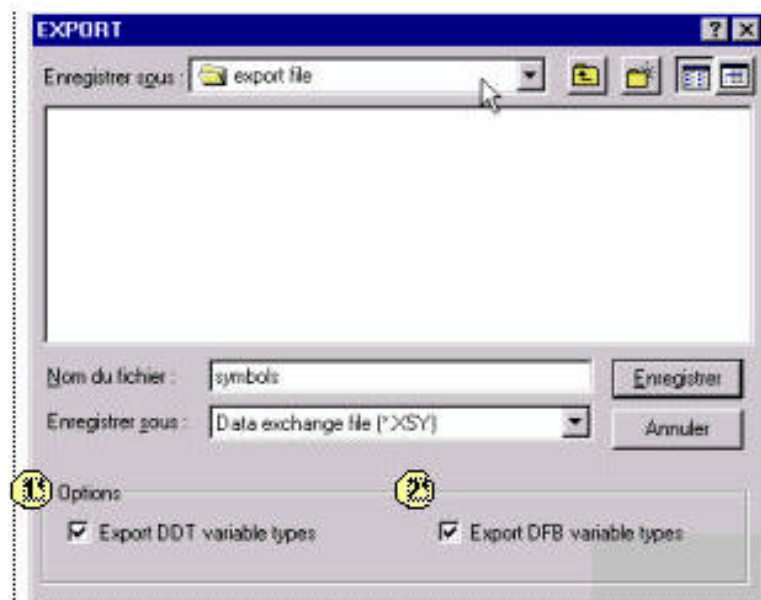 EXPORT
Enregistrer sous : export file
Nom du fichier : symbols
Enregistrer
Enregistrer sous : Data exchange file (*.XSY)
Annuler
1 Options
2
Export DDT variable types
Export DFB variable types